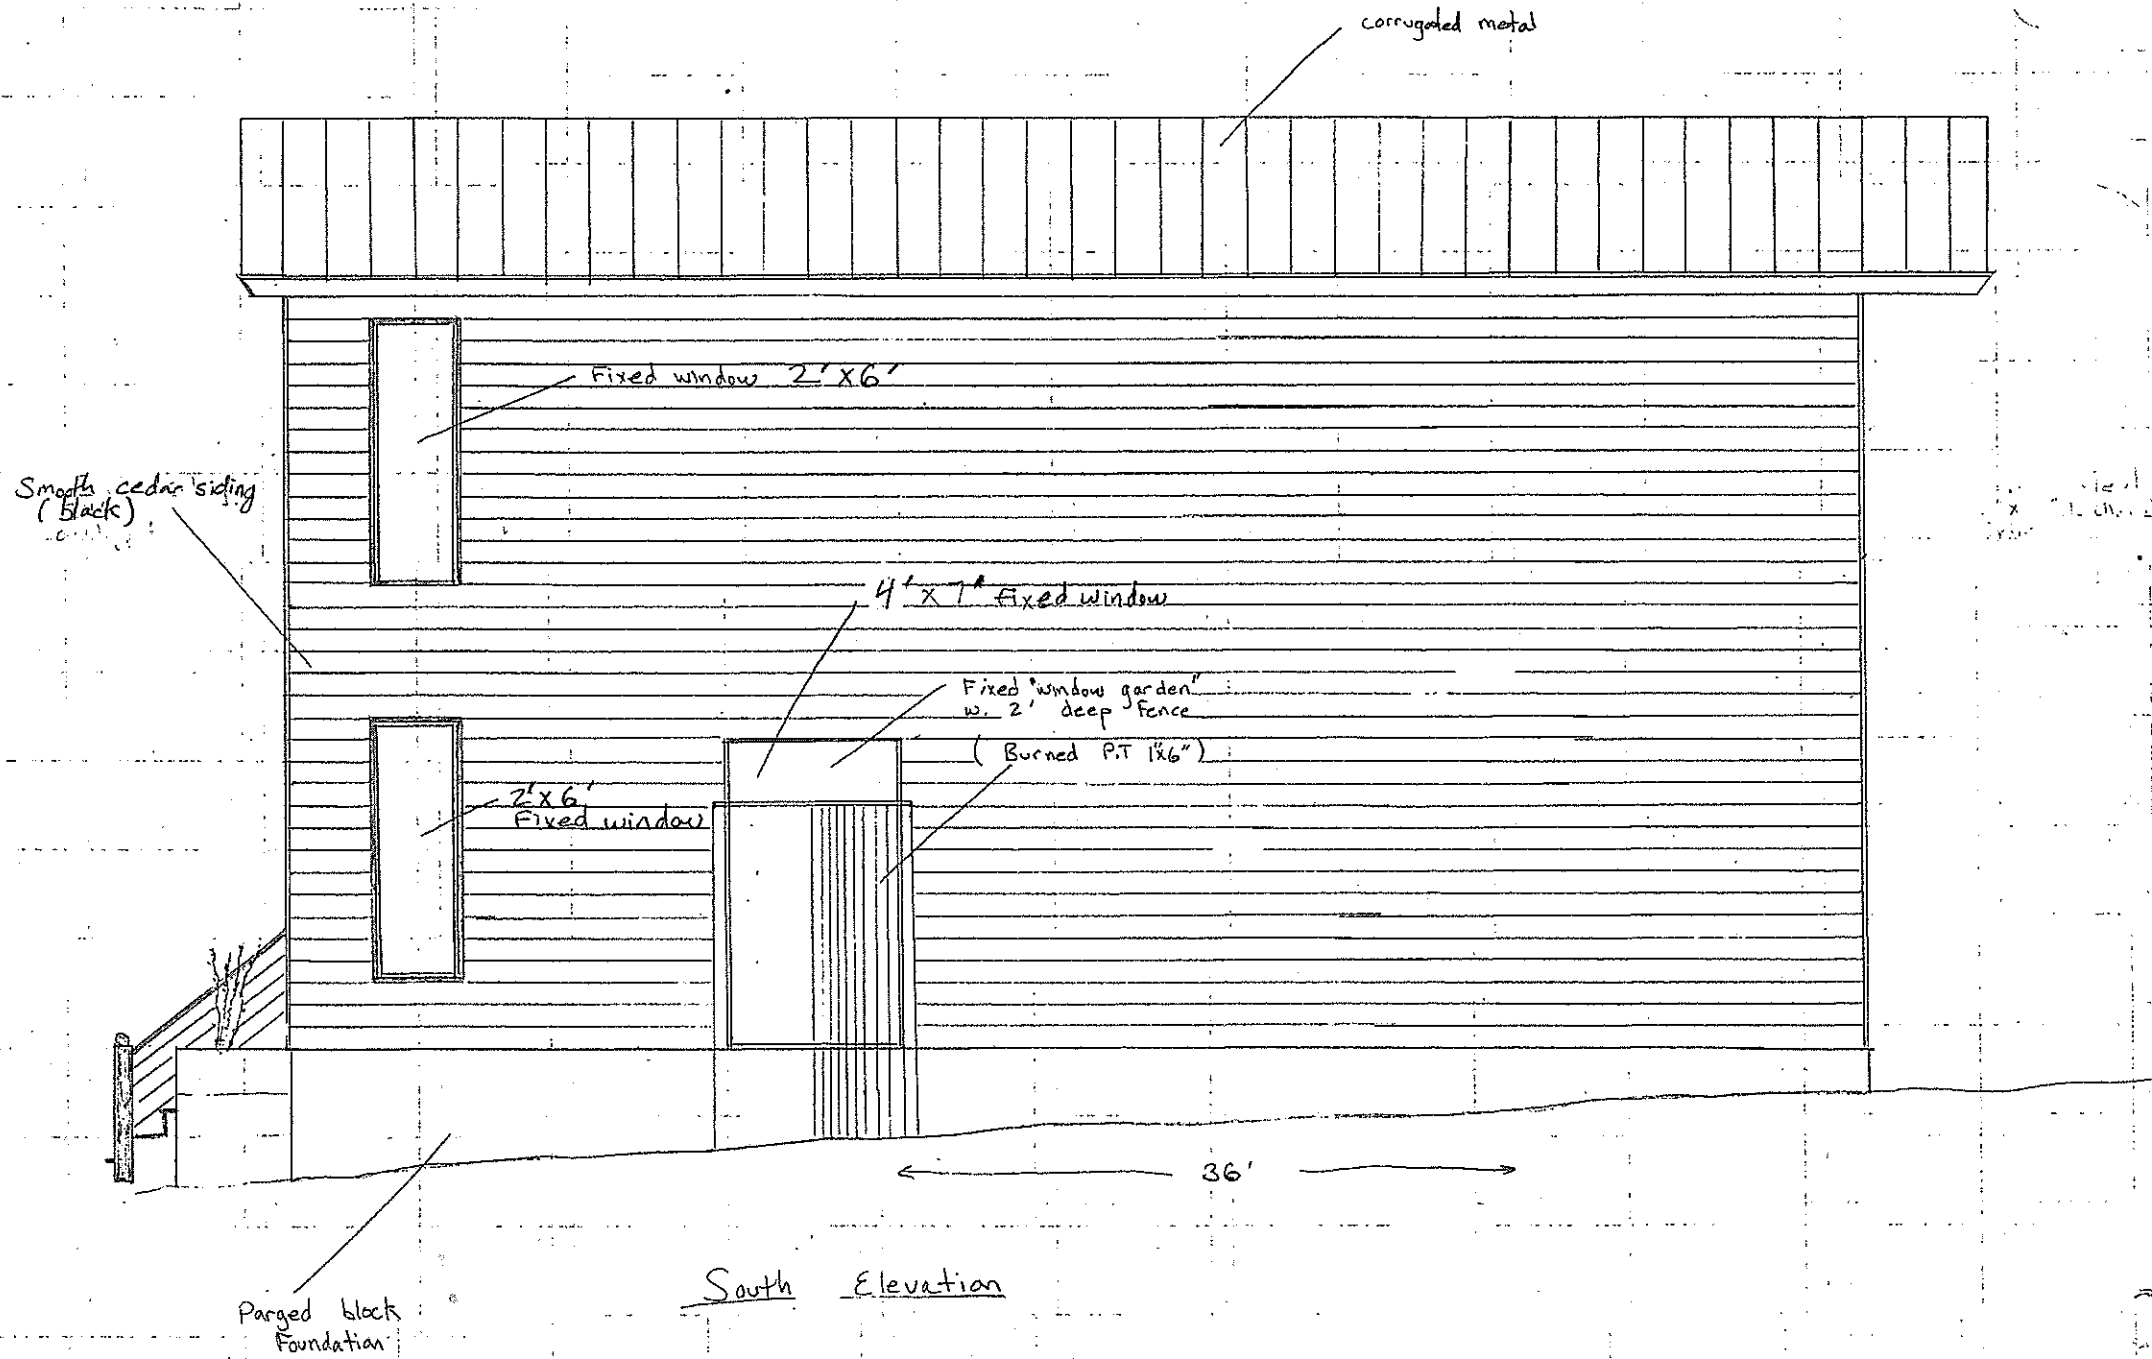 corrugated metal
Fixed window 2'x6'
Smooth cedar siding
(black)
4'x7' Fixed window
Fixed "window garden"
w. 2' deep fence
(Burned P.T 1"x6")
2'x6'
Fixed window
36'
South Elevation
Parged block
Foundation